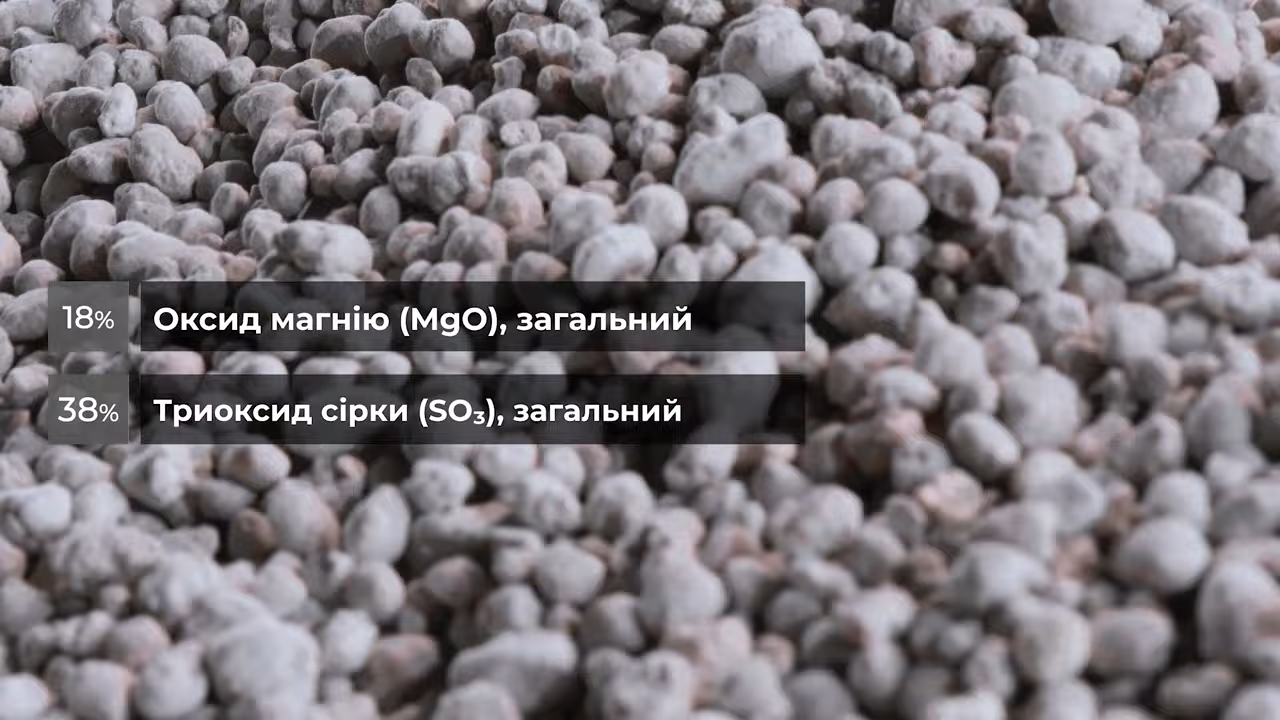 18% Оксид магнію (MgO), загальний
38% Триоксид сірки (SO₃), загальний